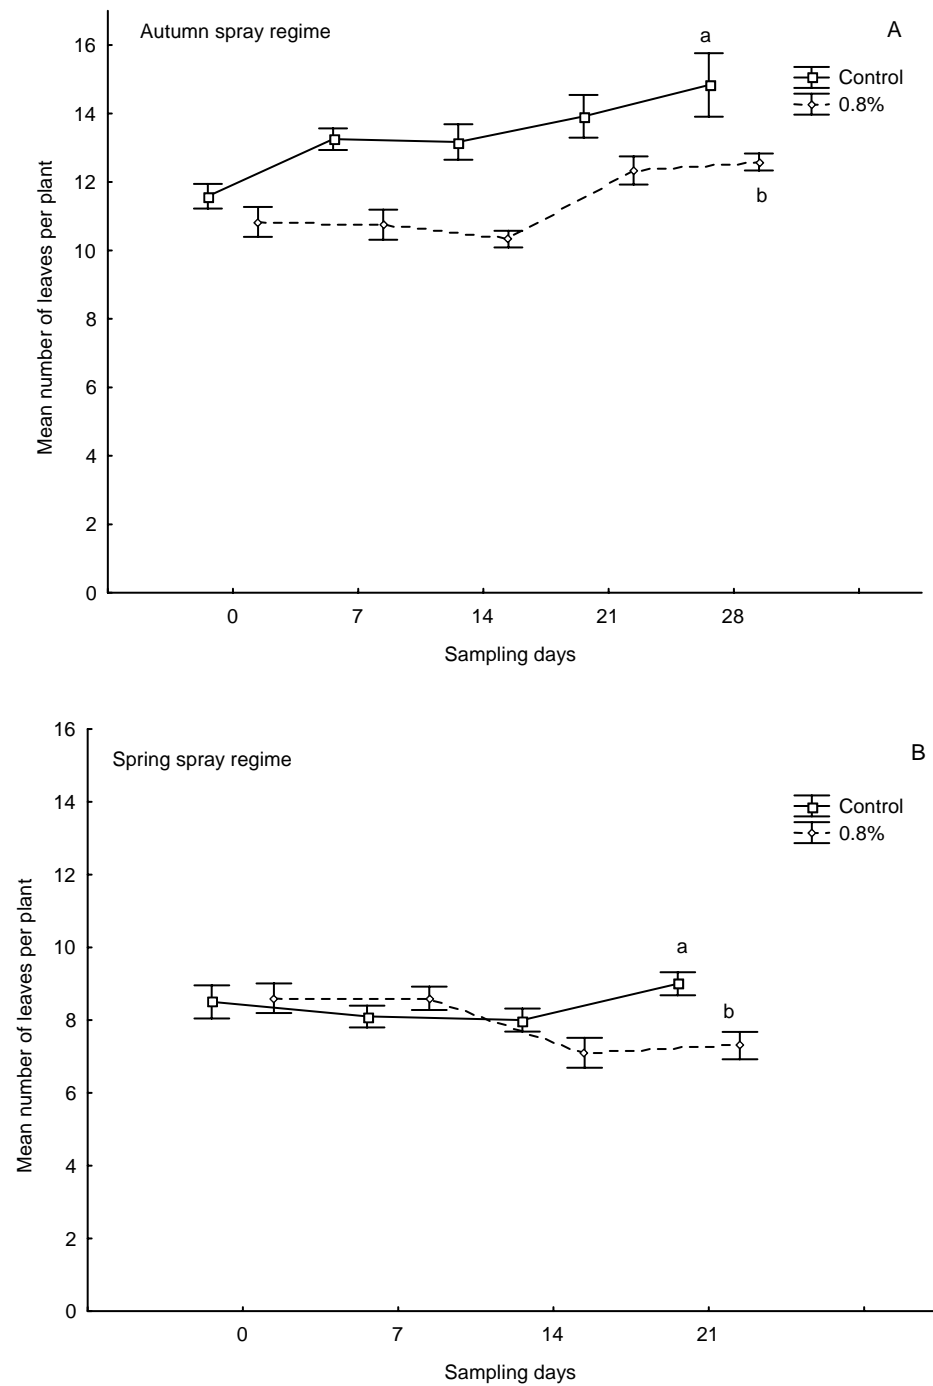 Autumn spray regime
A
a
Control
0.8%
b
16
14
12
10
8
6
4
2
0
Mean number of leaves per plant
0 7 14 21 28
Sampling days
Spring spray regime
B
Control
0.8%
a
b
16
14
12
10
8
6
4
2
0
Mean number of leaves per plant
0 7 14 21
Sampling days